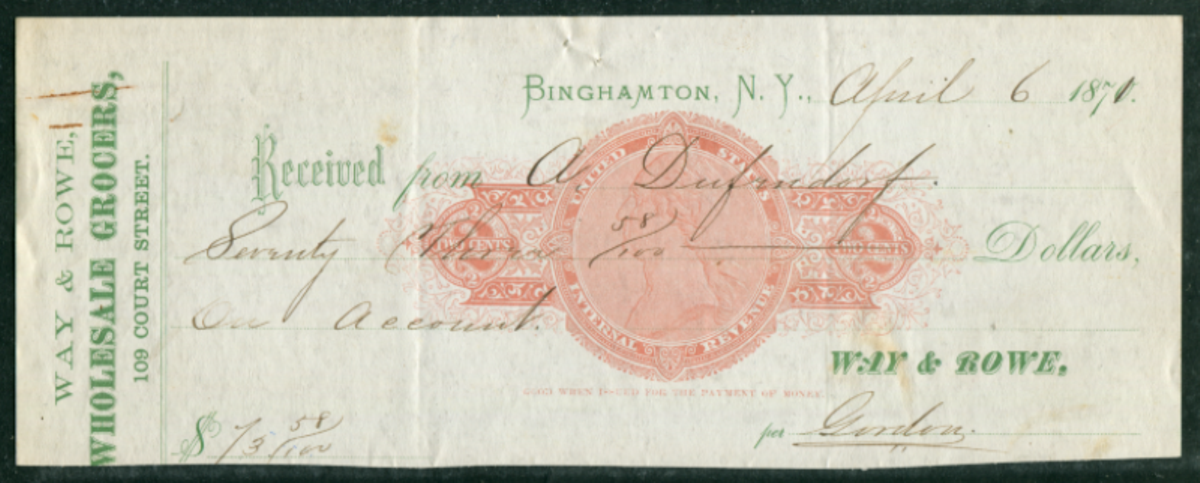 WAY & ROWE,
WHOLESALE GROCERS,
109 COURT STREET.
BINGHAMTON, N. Y., April 6 1871.
Received from A Dufendorf.
UNITED STATES
TWO CENTS
TWO CENTS
Seventy Three 58/100 Dollars,
INTERNAL REVENUE
On Account.
WAY & ROWE,
GOOD WHEN ISSUED FOR THE PAYMENT OF MONEY.
$ 73 58/100
per Gordon.